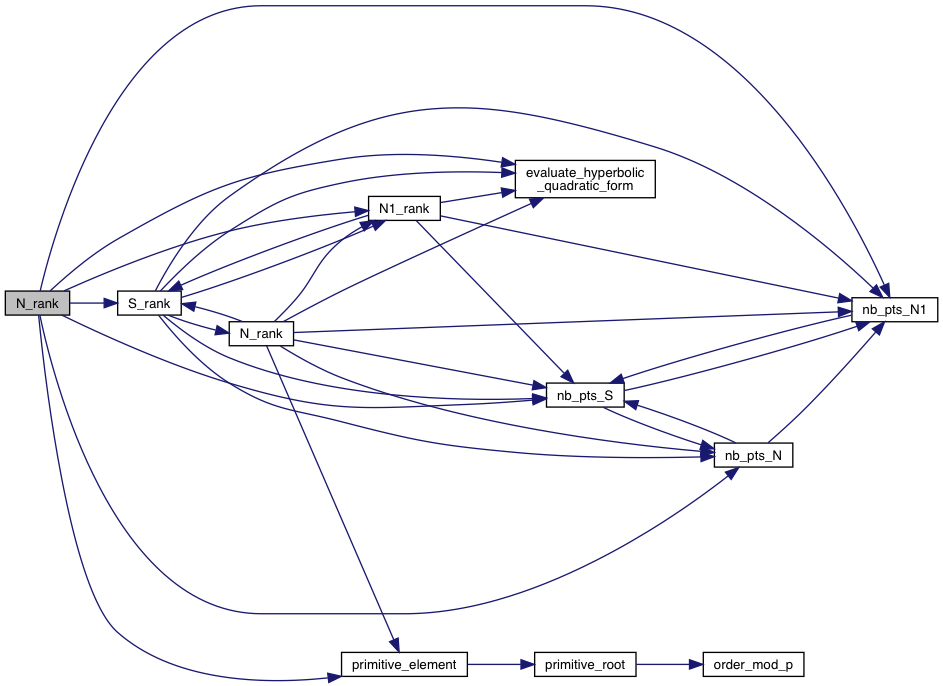 evaluate_hyperbolic
_quadratic_form
N1_rank
N_rank
S_rank
nb_pts_N1
N_rank
nb_pts_S
nb_pts_N
primitive_element
primitive_root
order_mod_p